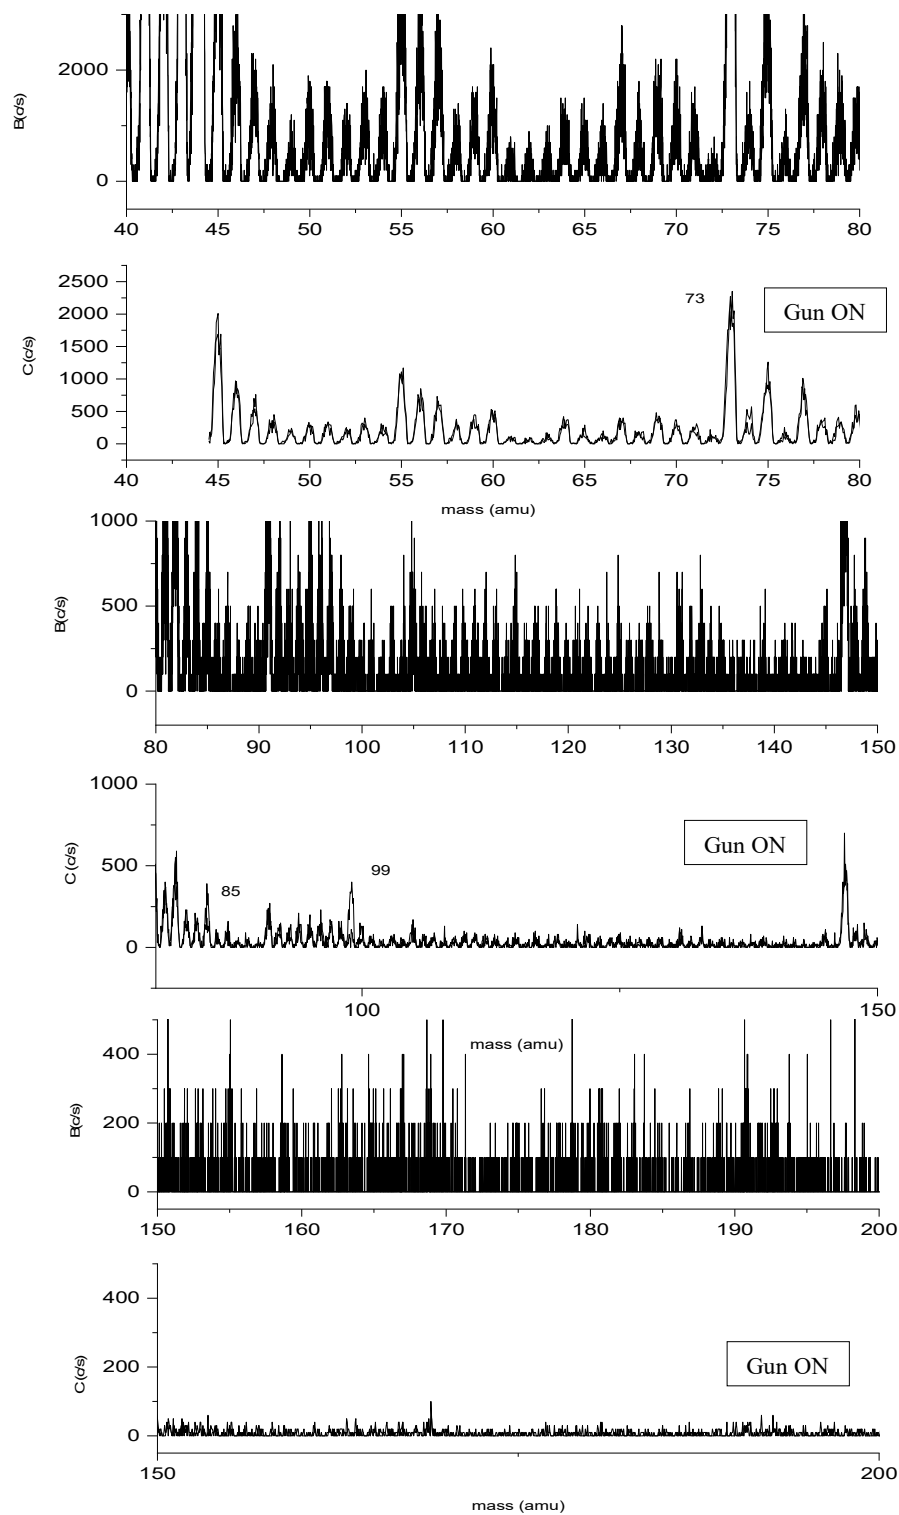 2000
0
B(c/s)
40 45 50 55 60 65 70 75 80
2500
2000
1500
1000
500
0
C(c/s)
73
Gun ON
40 45 50 55 60 65 70 75 80
mass (amu)
1000
500
0
B(c/s)
80 90 100 110 120 130 140 150
1000
500
0
C(c/s)
85
99
Gun ON
100 150
mass (amu)
400
200
0
B(c/s)
150 160 170 180 190 200
400
200
0
C(c/s)
Gun ON
150 200
mass (amu)